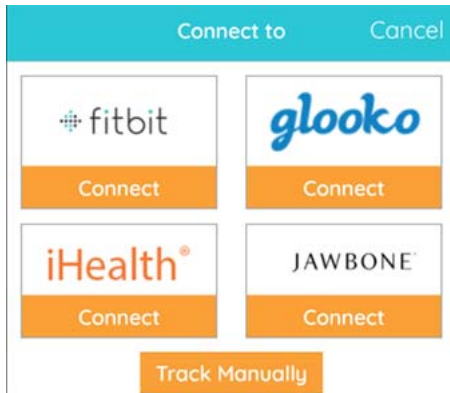 Connect to Cancel
fitbit glooko
Connect Connect
iHealth® JAWBONE
Connect Connect
Track Manually